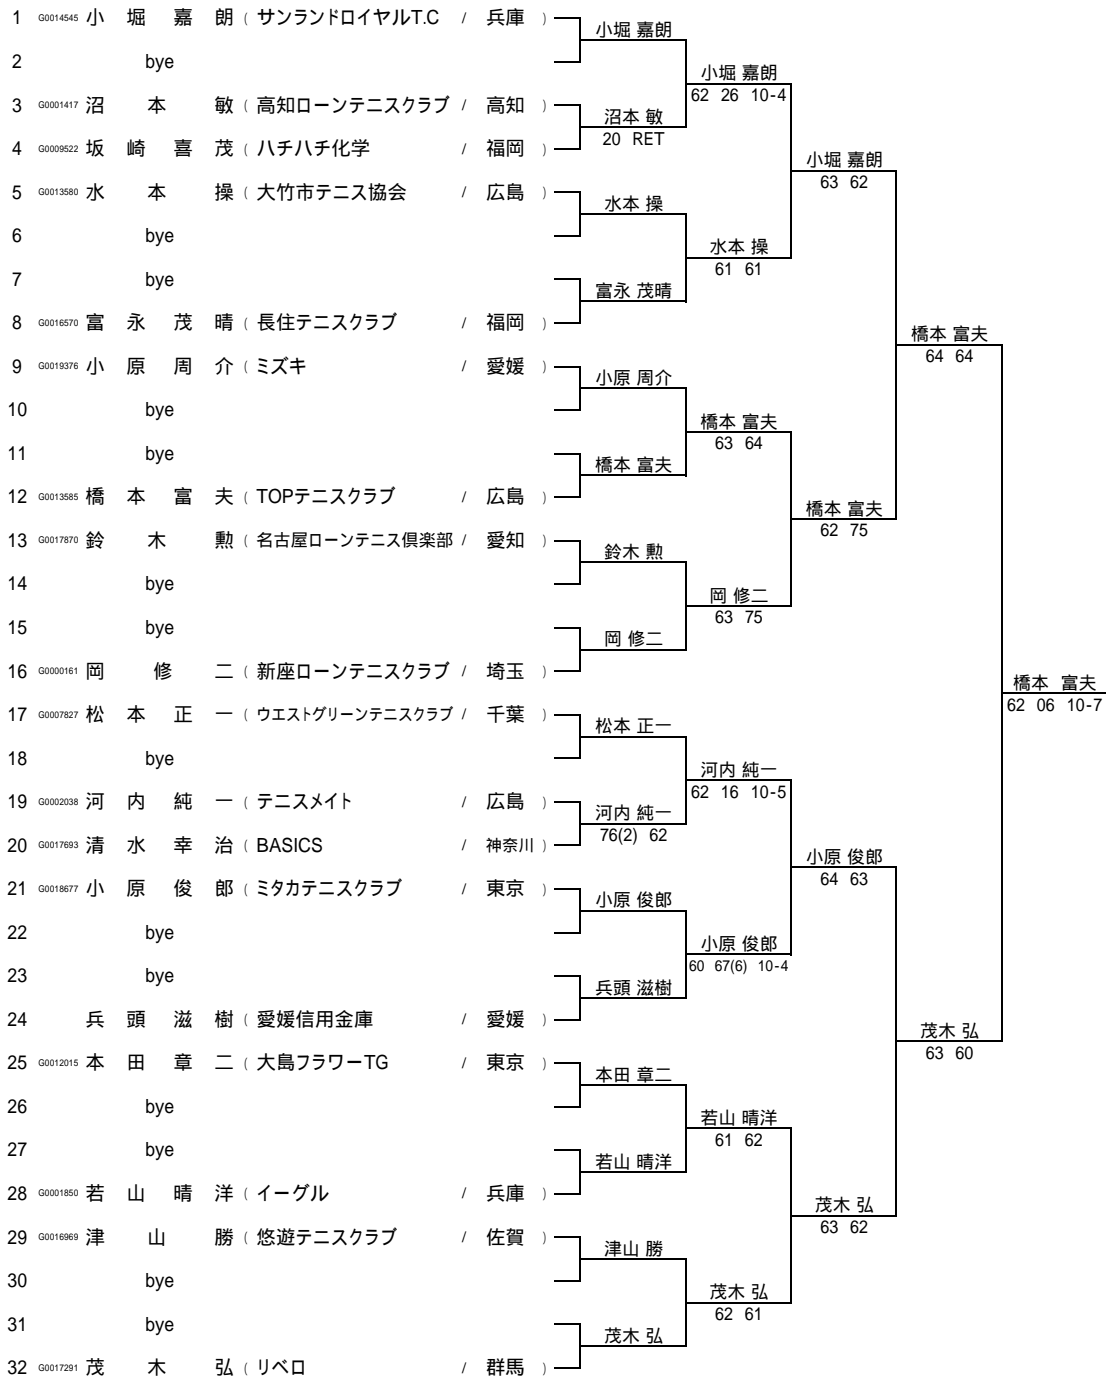 1 G0014545 小 堀 嘉 朗 ( サンランドロイヤルT.C / 兵庫 )
小堀 嘉朗
2 bye
小堀 嘉朗
62 26 10-4
3 G0001417 沼 本 敏 ( 高知ローンテニスクラブ / 高知 )
沼本 敏
20 RET
4 G0009522 坂 崎 喜 茂 ( ハチハチ化学 / 福岡 )
小堀 嘉朗
63 62
5 G0013580 水 本 操 ( 大竹市テニス協会 / 広島 )
水本 操
6 bye
水本 操
61 61
7 bye
富永 茂晴
8 G0016570 富 永 茂 晴 ( 長住テニスクラブ / 福岡 )
橋本 富夫
64 64
9 G0019376 小 原 周 介 ( ミズキ / 愛媛 )
小原 周介
10 bye
橋本 富夫
63 64
11 bye
橋本 富夫
12 G0013585 橋 本 富 夫 ( TOPテニスクラブ / 広島 )
橋本 富夫
62 75
13 G0017870 鈴 木 勲 ( 名古屋ローンテニス倶楽部 / 愛知 )
鈴木 勲
14 bye
岡 修二
63 75
15 bye
岡 修二
16 G0000161 岡 修 二 ( 新座ローンテニスクラブ / 埼玉 )
橋本 富夫
62 06 10-7
17 G0007827 松 本 正 一 ( ウエストグリーンテニスクラブ / 千葉 )
松本 正一
18 bye
河内 純一
62 16 10-5
19 G0002038 河 内 純 一 ( テニスメイト / 広島 )
河内 純一
76(2) 62
20 G0017693 清 水 幸 治 ( BASICS / 神奈川 )
小原 俊郎
64 63
21 G0018677 小 原 俊 郎 ( ミタカテニスクラブ / 東京 )
小原 俊郎
22 bye
小原 俊郎
60 67(6) 10-4
23 bye
兵頭 滋樹
24 兵 頭 滋 樹 ( 愛媛信用金庫 / 愛媛 )
茂木 弘
63 60
25 G0012015 本 田 章 二 ( 大島フラワーTG / 東京 )
本田 章二
26 bye
若山 晴洋
61 62
27 bye
若山 晴洋
28 G0001850 若 山 晴 洋 ( イーグル / 兵庫 )
茂木 弘
63 62
29 G0016969 津 山 勝 ( 悠遊テニスクラブ / 佐賀 )
津山 勝
30 bye
茂木 弘
62 61
31 bye
茂木 弘
32 G0017291 茂 木 弘 ( リベロ / 群馬 )